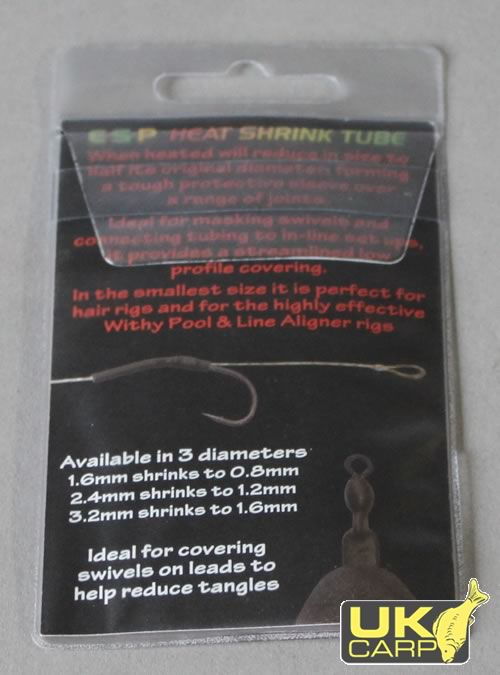 ESP HEAT SHRINK TUBE
When heated will reduce in size to
half its original diameter forming
a tough protective sleeve over
a range of joints.
Ideal for masking swivels and
connecting tubing to in-line set ups,
it provides a streamline low
profile covering.
In the smallest size it is perfect for
hair rigs and for the highly effective
Withy Pool & Line Aligner rigs
Available in 3 diameters
1.6mm shrinks to 0.8mm
2.4mm shrinks to 1.2mm
3.2mm shrinks to 1.6mm
Ideal for covering
swivels on leads to
help reduce tangles
UK
CARP